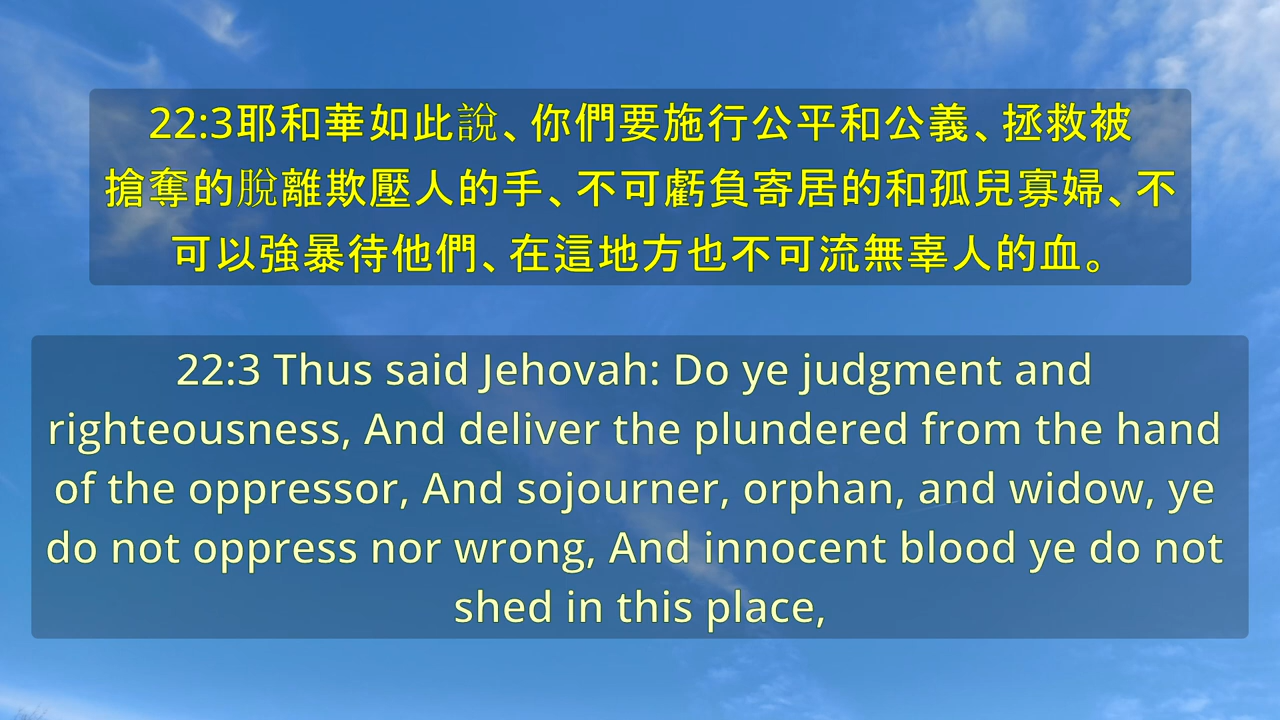 22:3耶和華如此說、你們要施行公平和公義、拯救被
搶奪的脫離欺壓人的手、不可虧負寄居的和孤兒寡婦、不
可以強暴待他們、在這地方也不可流無辜人的血。
22:3 Thus said Jehovah: Do ye judgment and
righteousness, And deliver the plundered from the hand
of the oppressor, And sojourner, orphan, and widow, ye
do not oppress nor wrong, And innocent blood ye do not
shed in this place,